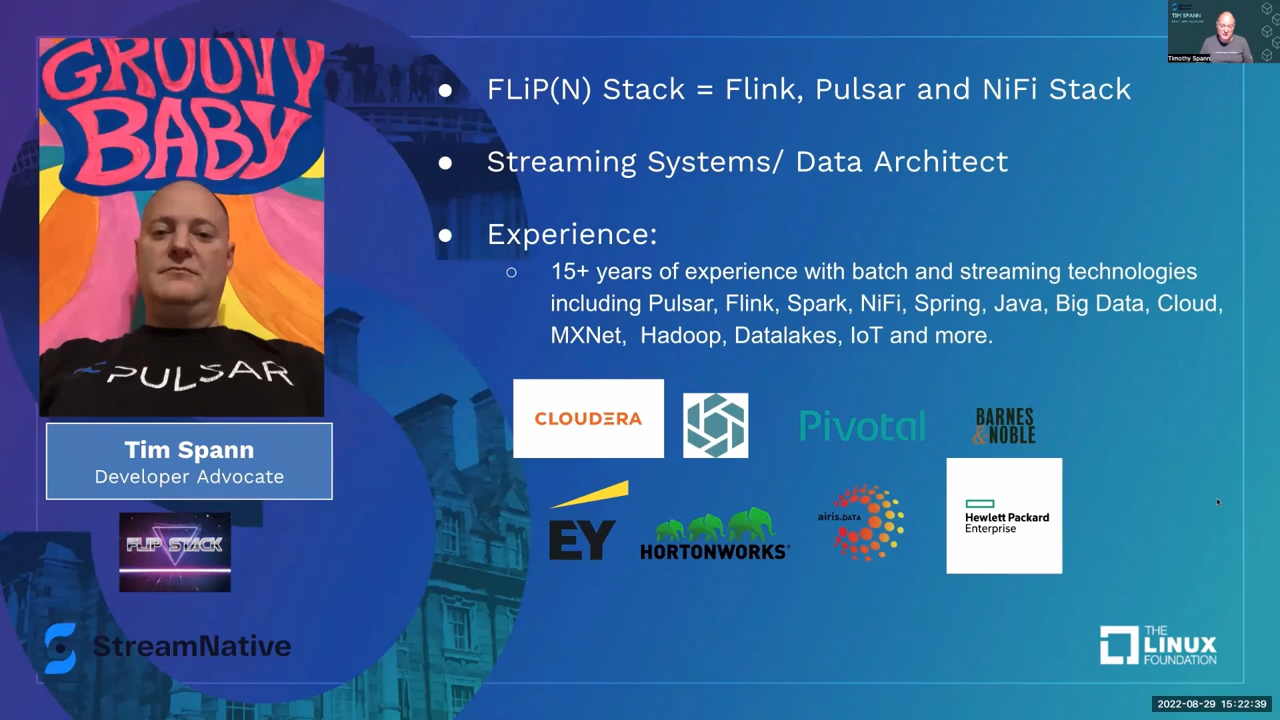 GROOVY
BABY
PULSAR
Tim Spann
Developer Advocate
FLIP STACK
StreamNative
● FLiP(N) Stack = Flink, Pulsar and NiFi Stack
● Streaming Systems/ Data Architect
● Experience:
○ 15+ years of experience with batch and streaming technologies
including Pulsar, Flink, Spark, NiFi, Spring, Java, Big Data, Cloud,
MXNet, Hadoop, Datalakes, IoT and more.
CLOUDERA
Pivotal
BARNES
&NOBLE
EY
HORTONWORKS
airis.DATA
Hewlett Packard
Enterprise
THE
LINUX
FOUNDATION
TIM SPANN
Timothy Spann
2022-08-29 15:22:39